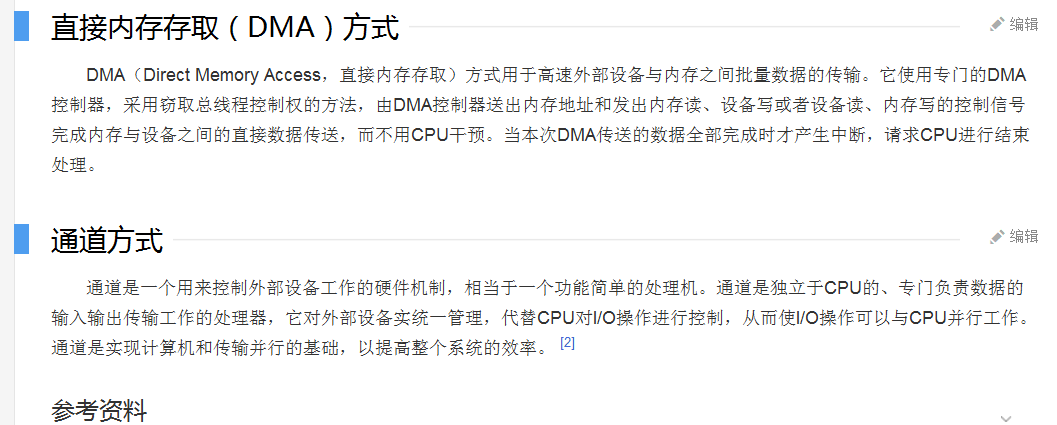 直接内存存取（DMA）方式
编辑
DMA（Direct Memory Access，直接内存存取）方式用于高速外部设备与内存之间批量数据的传输。它使用专门的DMA
控制器，采用窃取总线程控制权的方法，由DMA控制器送出内存地址和发出内存读、设备写或者设备读、内存写的控制信号
完成内存与设备之间的直接数据传送，而不用CPU干预。当本次DMA传送的数据全部完成时才产生中断，请求CPU进行结束
处理。
通道方式
编辑
通道是一个用来控制外部设备工作的硬件机制，相当于一个功能简单的处理机。通道是独立于CPU的、专门负责数据的
输入输出传输工作的处理器，它对外部设备实统一管理，代替CPU对I/O操作进行控制，从而使I/O操作可以与CPU并行工作。
通道是实现计算机和传输并行的基础，以提高整个系统的效率。 [2]
参考资料